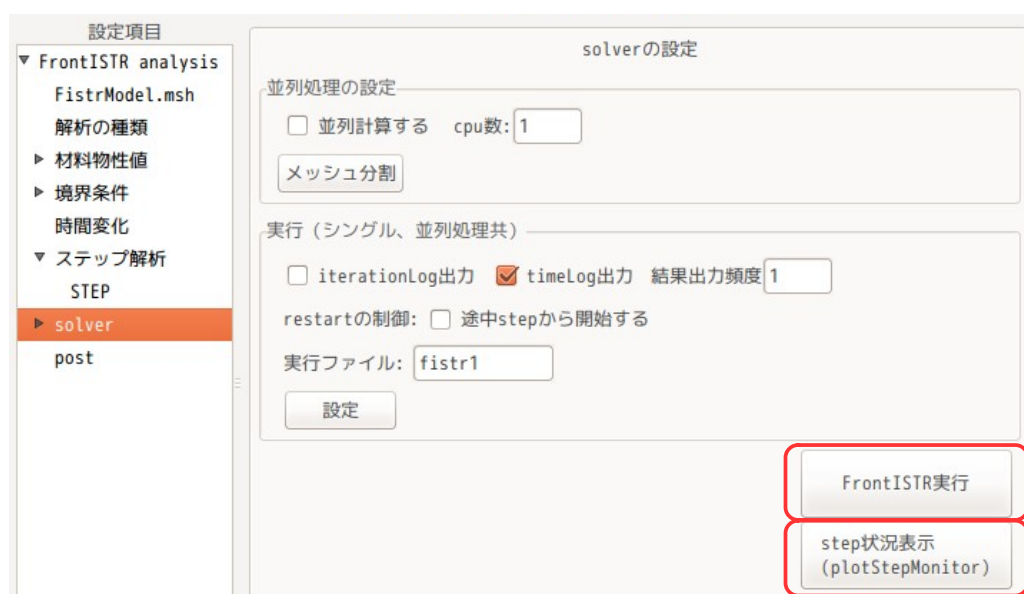 設定項目
FrontISTR analysis
FistrModel.msh
解析の種類
材料物性値
境界条件
時間変化
ステップ解析
STEP
solver
post
solverの設定
並列処理の設定
並列計算する cpu数: 1
メッシュ分割
実行（シングル、並列処理共）
iterationLog出力 timeLog出力 結果出力頻度 1
restartの制御: 途中stepから開始する
実行ファイル: fistr1
設定
FrontISTR実行
step状況表示
(plotStepMonitor)